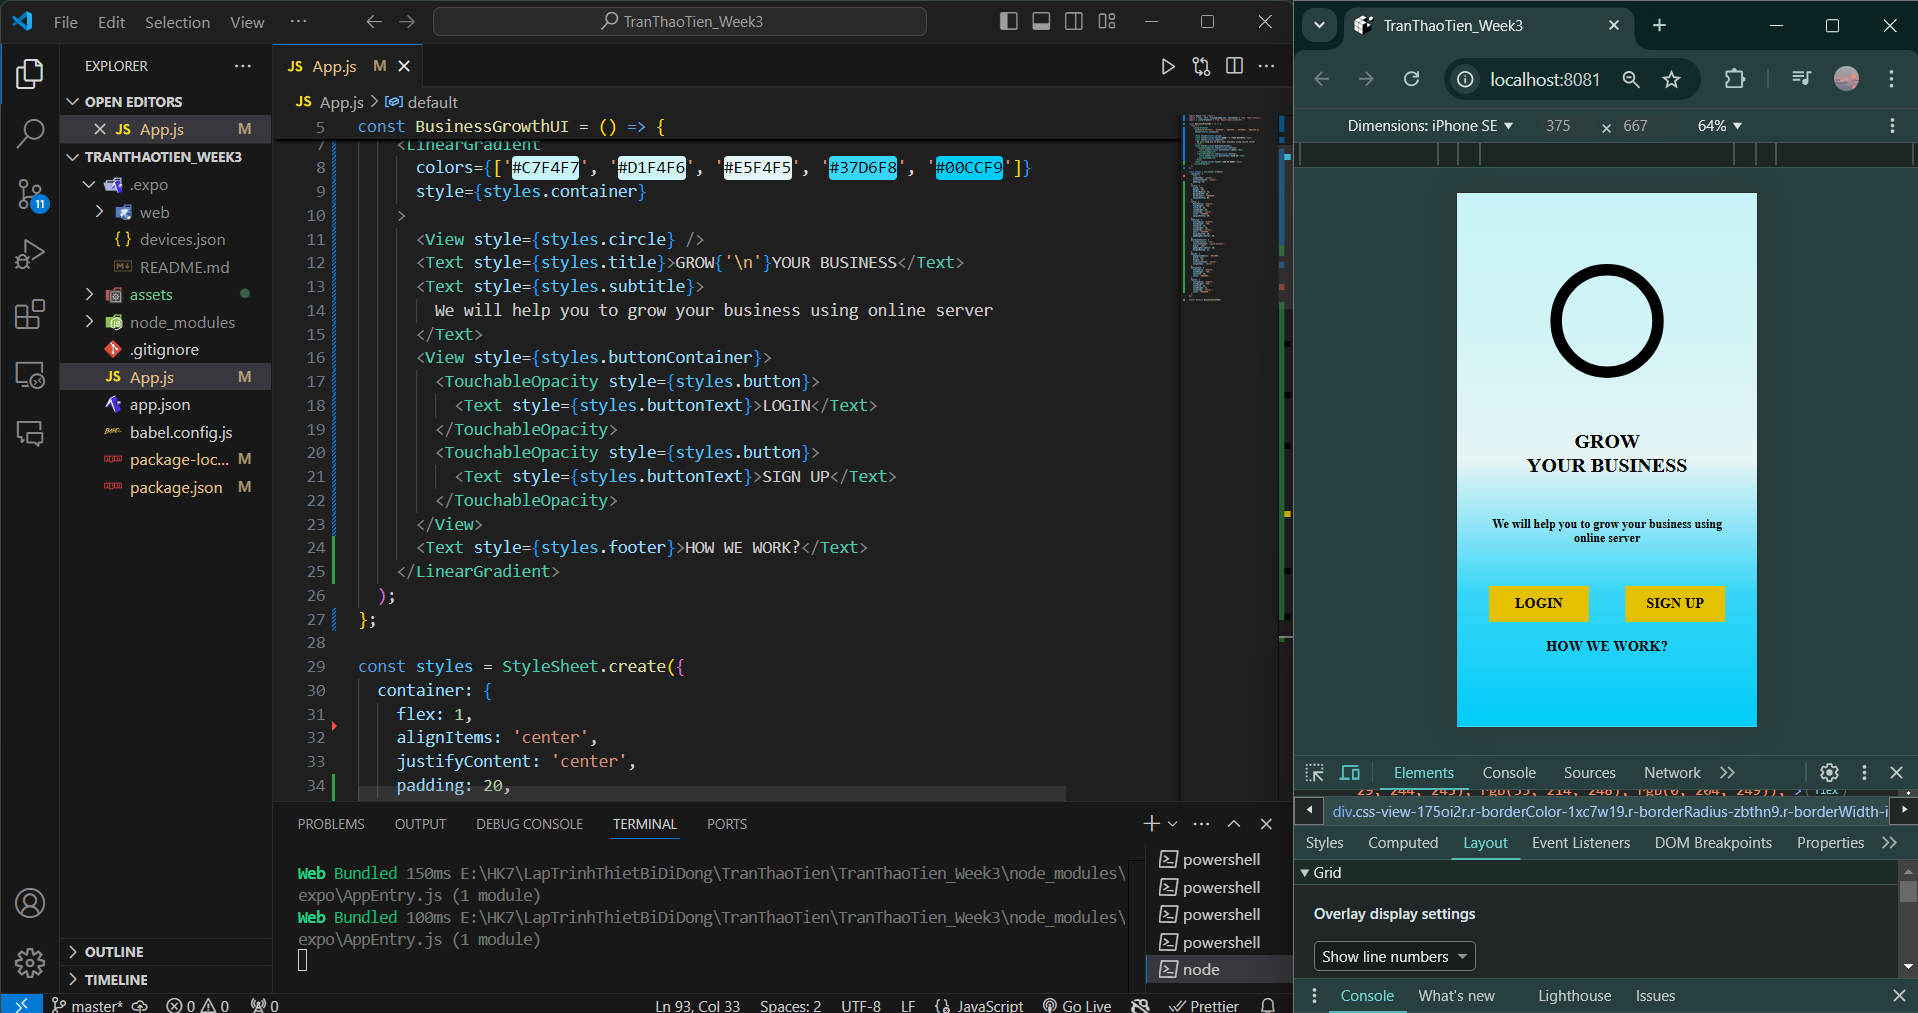 File Edit Selection View ··· TranThaoTien_Week3
EXPLORER ···
OPEN EDITORS
JS App.js M
TRANTHAOTIEN_WEEK3
.expo
web
{ } devices.json
README.md
assets
node_modules
.gitignore
JS App.js M
app.json
babel.config.js
package-loc... M
package.json M
11
OUTLINE
TIMELINE
JS App.js M
JS App.js > default
5 const BusinessGrowthUI = () => {
7 <LinearGradient
8 colors={['#C7F4F7', '#D1F4F6', '#E5F4F5', '#37D6F8', '#00CCF9']}
9 style={styles.container}
10 >
11 <View style={styles.circle} />
12 <Text style={styles.title}>GROW{'\n'}YOUR BUSINESS</Text>
13 <Text style={styles.subtitle}>
14 We will help you to grow your business using online server
15 </Text>
16 <View style={styles.buttonContainer}>
17 <TouchableOpacity style={styles.button}>
18 <Text style={styles.buttonText}>LOGIN</Text>
19 </TouchableOpacity>
20 <TouchableOpacity style={styles.button}>
21 <Text style={styles.buttonText}>SIGN UP</Text>
22 </TouchableOpacity>
23 </View>
24 <Text style={styles.footer}>HOW WE WORK?</Text>
25 </LinearGradient>
26 );
27 };
28
29 const styles = StyleSheet.create({
30 container: {
31 flex: 1,
32 alignItems: 'center',
33 justifyContent: 'center',
34 padding: 20,
PROBLEMS OUTPUT DEBUG CONSOLE TERMINAL PORTS
Web Bundled 150ms E:\HK7\LapTrinhThietBiDiDong\TranThaoTien\TranThaoTien_Week3\node_modules\
expo\AppEntry.js (1 module)
Web Bundled 100ms E:\HK7\LapTrinhThietBiDiDong\TranThaoTien\TranThaoTien_Week3\node_modules\
expo\AppEntry.js (1 module)
powershell
powershell
powershell
powershell
node
master* 0 0 0 Ln 93, Col 33 Spaces: 2 UTF-8 LF { } JavaScript Go Live Prettier
TranThaoTien_Week3
localhost:8081
Dimensions: iPhone SE 375 × 667 64%
GROW
YOUR BUSINESS
We will help you to grow your business using
online server
LOGIN SIGN UP
HOW WE WORK?
Elements Console Sources Network
29, 244, 245), rgb(55, 214, 248), rgb(0, 204, 249)); > flex
div.css-view-175oi2r.r-borderColor-1xc7w19.r-borderRadius-zbthn9.r-borderWidth-i
Styles Computed Layout Event Listeners DOM Breakpoints Properties
Grid
Overlay display settings
Show line numbers
Console What's new Lighthouse Issues